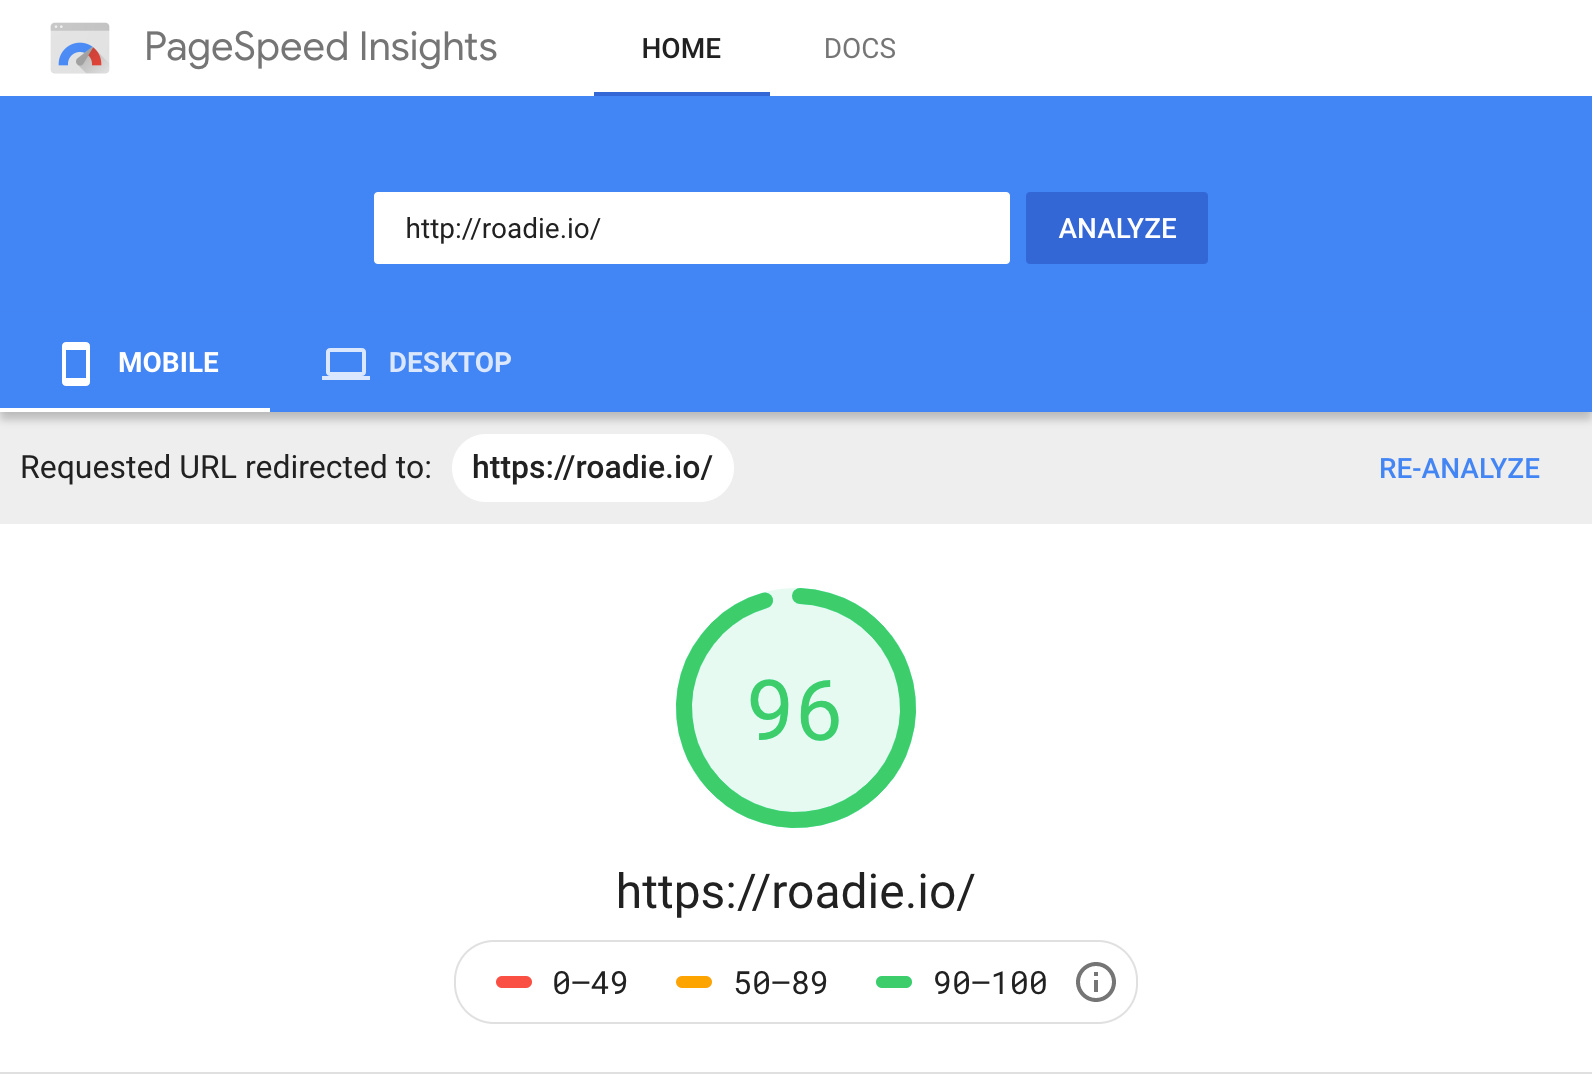 PageSpeed Insights HOME DOCS
http://roadie.io/ ANALYZE
MOBILE DESKTOP
Requested URL redirected to: https://roadie.io/ RE-ANALYZE
96
https://roadie.io/
0–49 50–89 90–100